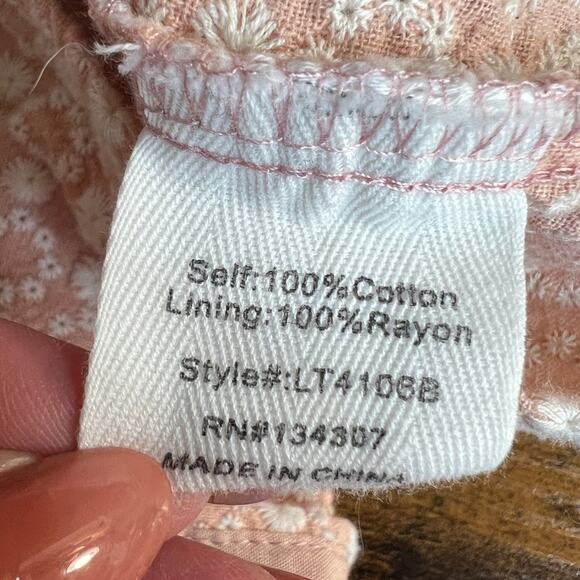 Self:100%Cotton
Lining:100%Rayon
Style#:LT4106B
RN#134307
MADE IN CHINA